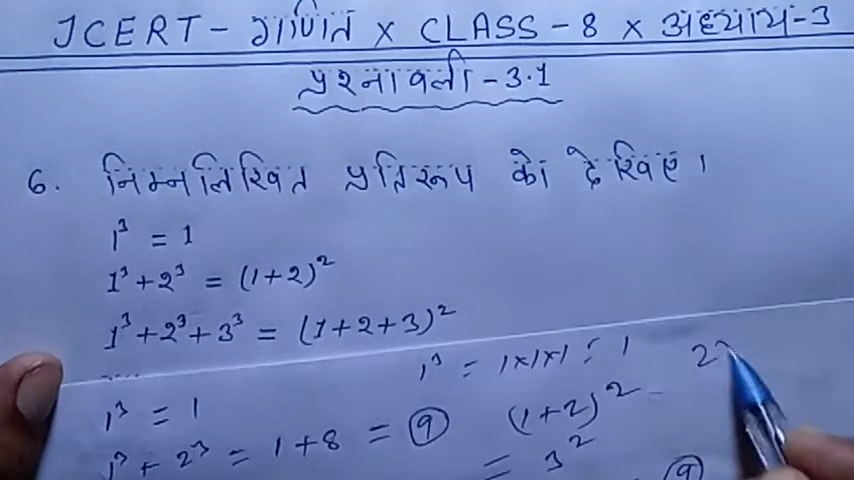 JCERT - गणित x CLASS - 8 x अध्याय - 3
प्रश्नावली - 3.1
6. निम्नलिखित प्रतिरूप को देखिए।
1³ = 1
1³ + 2³ = (1+2)²
1³ + 2³ + 3³ = (1+2+3)²
....
1³ = 1×1×1 = 1
1³ = 1
(1+2)²
1³ + 2³ = 1 + 8 = 9
= 3²
9